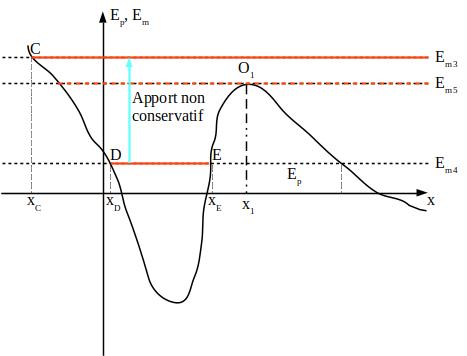 Ep, Em
C
Em3
O1
Em5
Apport non
conservatif
D
E
Em4
Ep
xC
xD
xE
x1
x